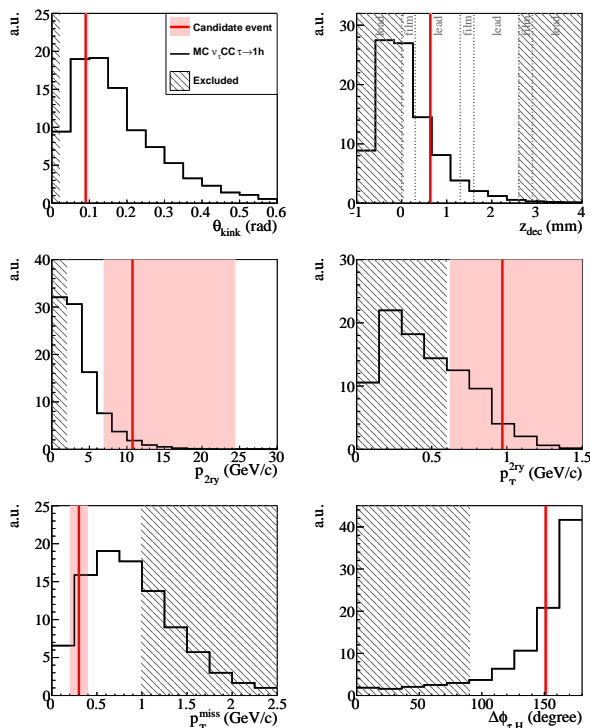 a.u.
25
20
15
10
5
0
0 0.1 0.2 0.3 0.4 0.5 0.6
θkink (rad)
Candidate event
MC ντCC τ→1h
Excluded
a.u.
30
20
10
0
-1 0 1 2 3 4
zdec (mm)
lead
film
lead
film
lead
film
lead
a.u.
40
30
20
10
0
0 5 10 15 20 25 30
p2ry (GeV/c)
a.u.
30
20
10
0
0 0.5 1 1.5
pT2ry (GeV/c)
a.u.
25
20
15
10
5
0
0 0.5 1 1.5 2 2.5
pTmiss (GeV/c)
a.u.
40
30
20
10
0
0 50 100 150
Δϕτ H (degree)